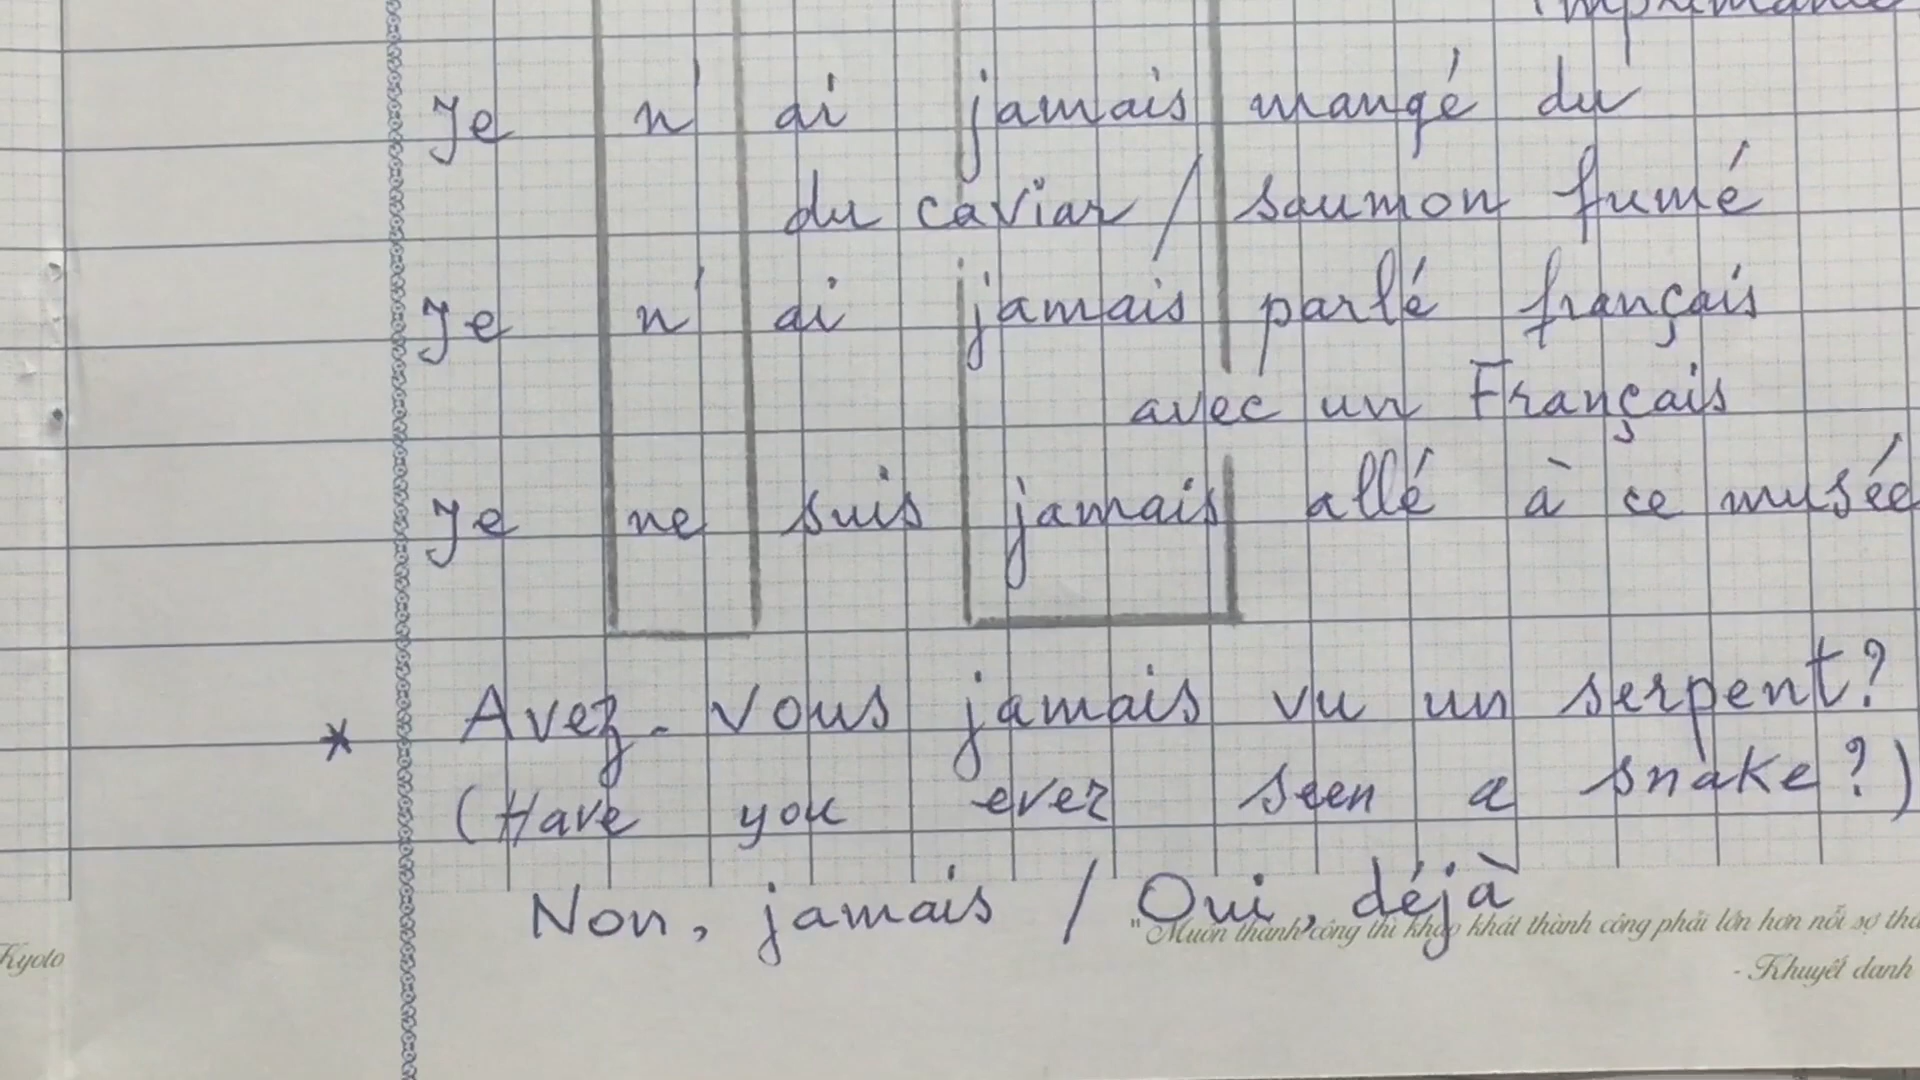 Je n' ai jamais mangé du
du caviar / saumon fumé
Je n' ai jamais parlé français
avec un Français
Je ne suis jamais allé à ce musée
* Avez-vous jamais vu un serpent?
(Have you ever seen a snake?)
Non, jamais / Oui, déjà
"Muốn thành công thì khao khát thành công phải lớn hơn nỗi sợ
Kyoto
- Khuyết danh